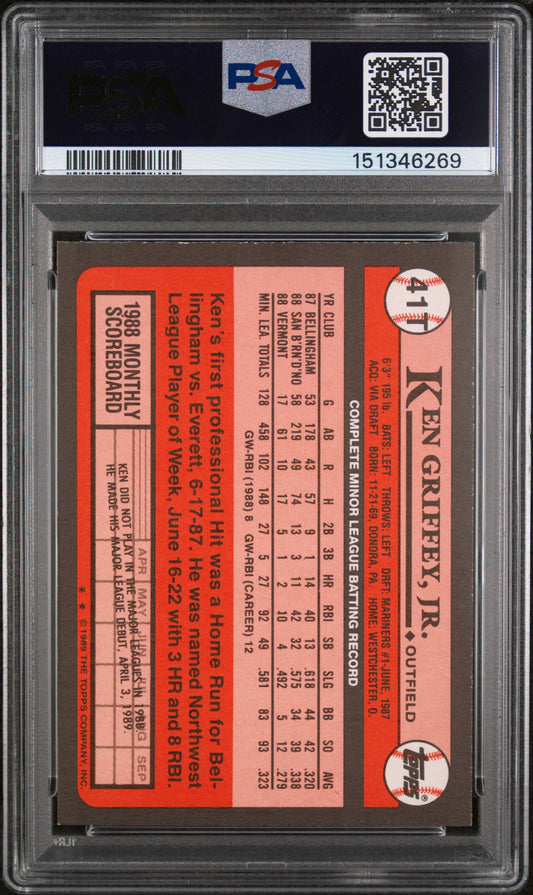 PSA
PSA
151346269
41T
KEN GRIFFEY, JR. ◆ OUTFIELD
TOPPS®
6'3" 195 lb. BATS: LEFT THROWS: LEFT DRFT: MARINERS #1-JUNE, 1987
ACQ: VIA DRAFT BORN: 11-21-69, DONORA, PA. HOME: WESTCHESTER, O.
COMPLETE MINOR LEAGUE BATTING RECORD
YR CLUB G AB R H 2B 3B HR RBI SB SLG BB SO AVG
87 BELLINGHAM 53 178 43 57 9 1 14 40 13 .618 44 42 .320
88 SAN B'RN'D'NO 58 219 49 74 13 3 11 42 32 .575 34 39 .338
88 VERMONT 17 61 10 17 5 1 2 10 4 .492 5 12 .279
MIN. LEA. TOTALS 128 458 102 148 27 5 27 92 49 .581 83 93 .323
GW-RBI (1988) 8 GW-RBI (CAREER) 12
Ken's first professional Hit was a Home Run for Bel-
lingham vs. Everett, 6-17-87. He was named Northwest
League Player of Week, June 16-22 with 3 HR and 8 RBI.
1988 MONTHLY
SCOREBOARD
APR MAY JUN JUL AUG SEP
KEN DID NOT PLAY IN THE MAJOR LEAGUES IN 1988.
HE MADE HIS MAJOR LEAGUE DEBUT, APRIL 3, 1989.
* * © 1989 THE TOPPS COMPANY, INC.